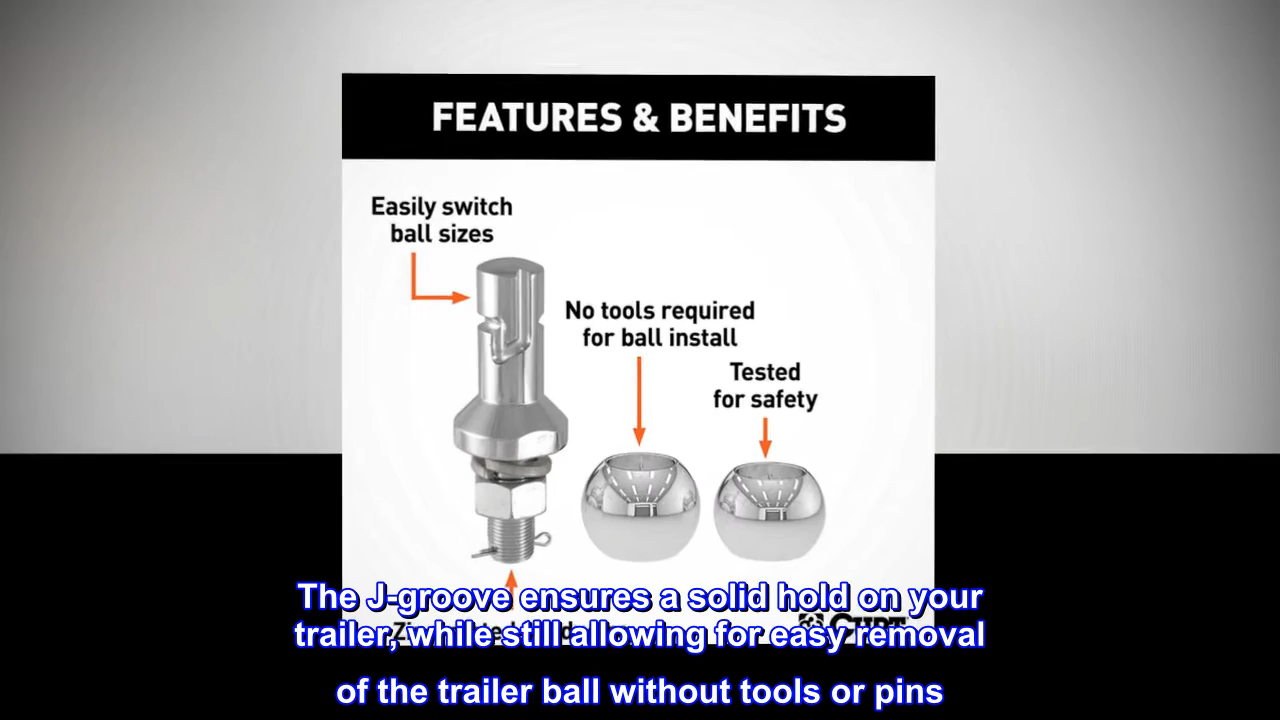 FEATURES & BENEFITS
Easily switch
ball sizes
No tools required
for ball install
Tested
for safety
CURT
The J-groove ensures a solid hold on your
trailer, while still allowing for easy removal
of the trailer ball without tools or pins